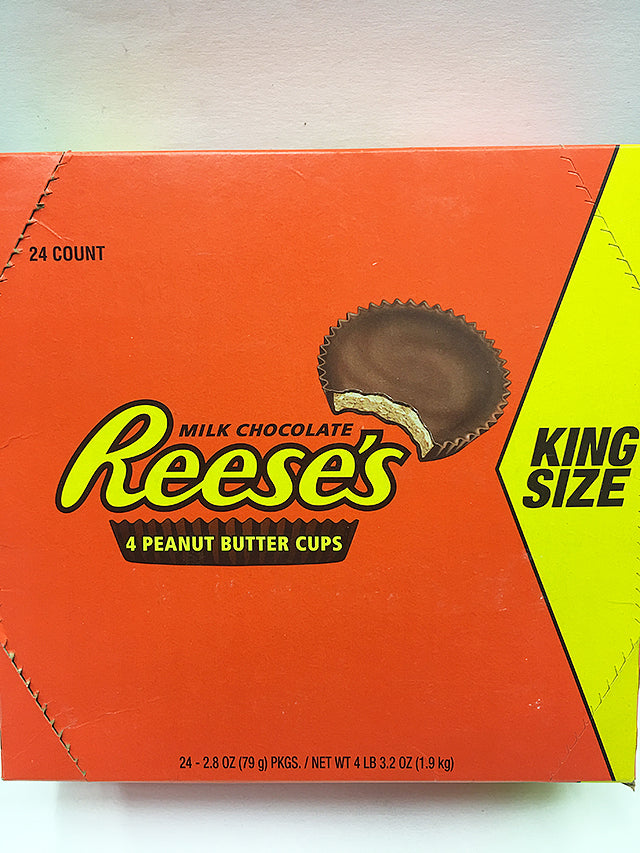 24 COUNT
MILK CHOCOLATE
Reese's
4 PEANUT BUTTER CUPS
KING
SIZE
24 - 2.8 OZ (79 g) PKGS. / NET WT 4 LB 3.2 OZ (1.9 kg)